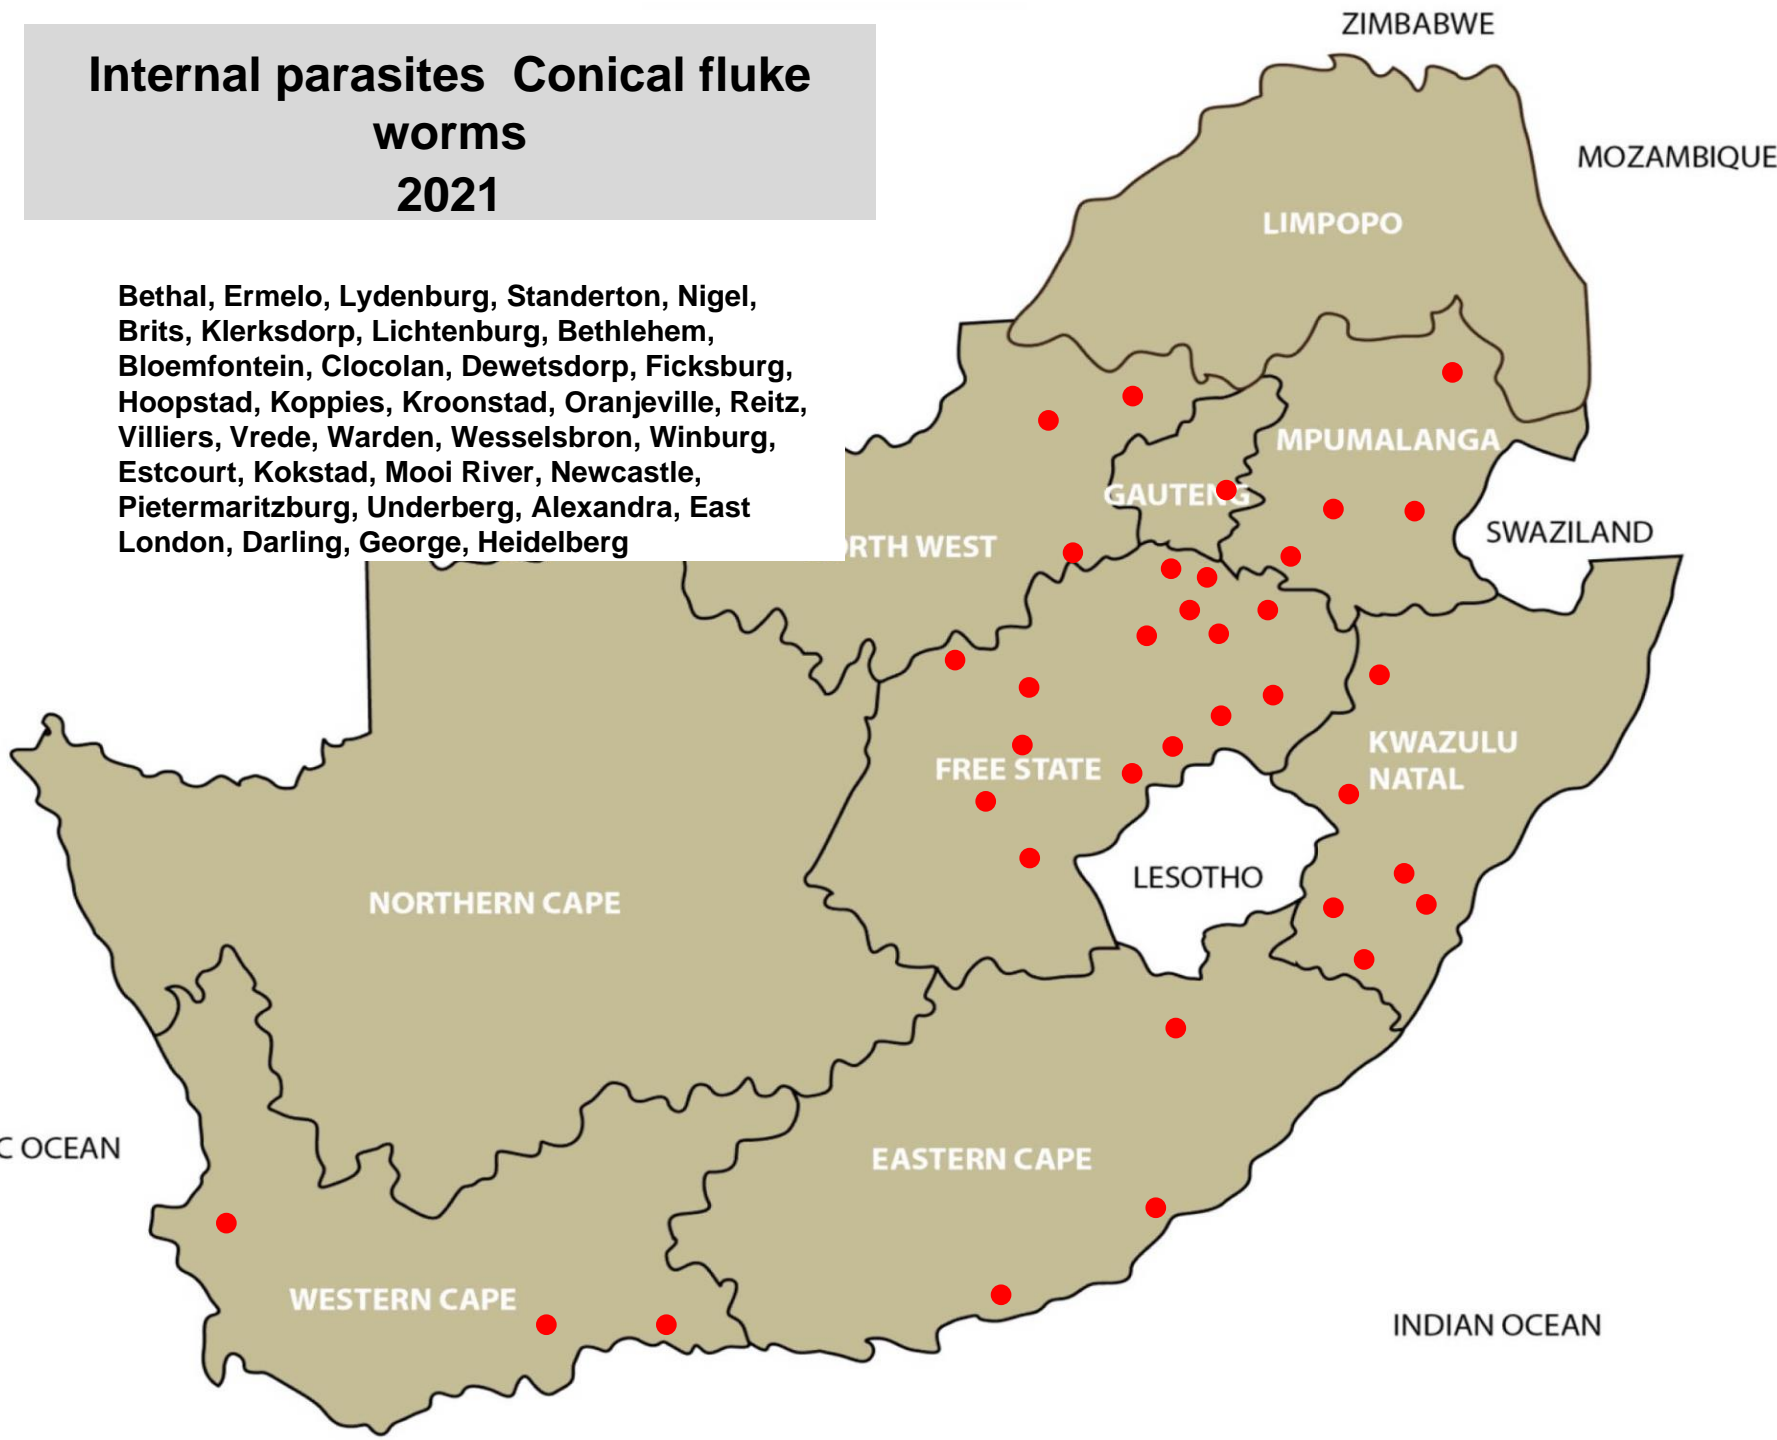 Internal parasites  Conical fluke
worms
2021
Bethal, Ermelo, Lydenburg, Standerton, Nigel,
Brits, Klerksdorp, Lichtenburg, Bethlehem,
Bloemfontein, Clocolan, Dewetsdorp, Ficksburg,
Hoopstad, Koppies, Kroonstad, Oranjeville, Reitz,
Villiers, Vrede, Warden, Wesselsbron, Winburg,
Estcourt, Kokstad, Mooi River, Newcastle,
Pietermaritzburg, Underberg, Alexandra, East
London, Darling, George, Heidelberg
ZIMBABWE
MOZAMBIQUE
LIMPOPO
MPUMALANGA
GAUTENG
SWAZILAND
RTH WEST
KWAZULU
NATAL
FREE STATE
LESOTHO
NORTHERN CAPE
C OCEAN
EASTERN CAPE
WESTERN CAPE
INDIAN OCEAN